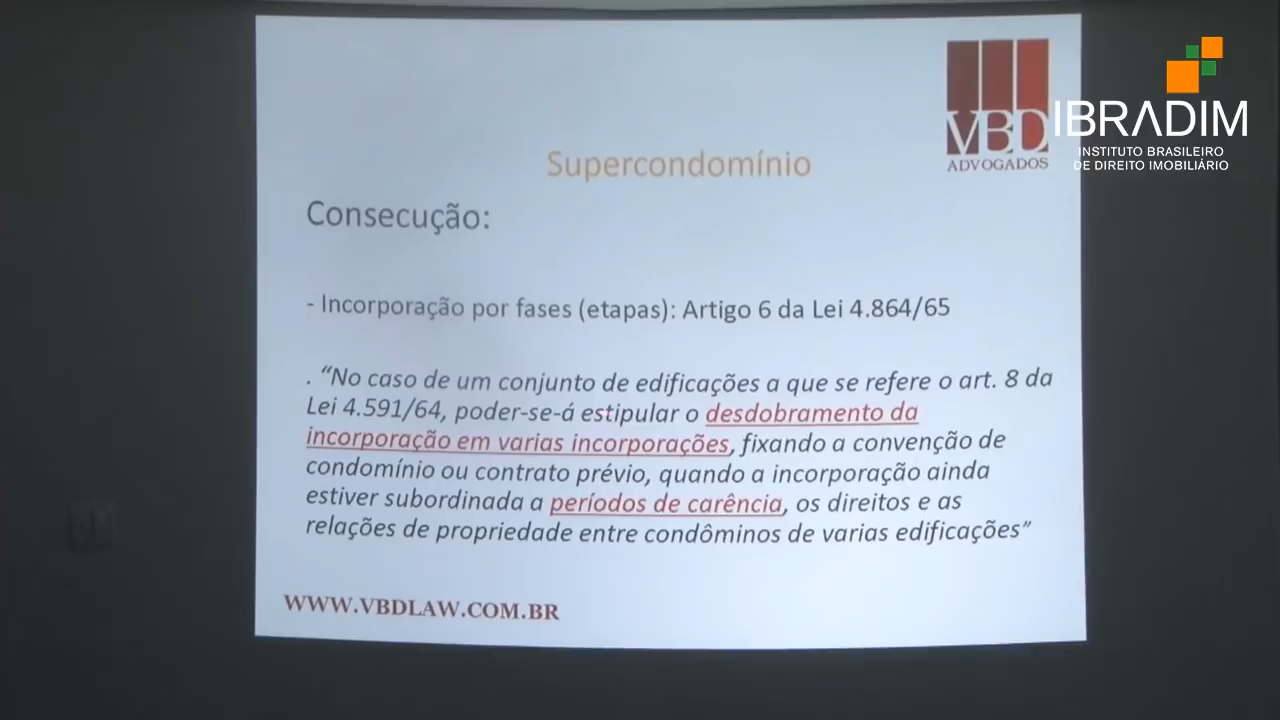 VBD
ADVOGADOS
IBRADIM
INSTITUTO BRASILEIRO
DE DIREITO IMOBILIÁRIO
Supercondomínio
Consecução:
- Incorporação por fases (etapas): Artigo 6 da Lei 4.864/65
. “No caso de um conjunto de edificações a que se refere o art. 8 da
Lei 4.591/64, poder-se-á estipular o desdobramento da
incorporação em varias incorporações, fixando a convenção de
condomínio ou contrato prévio, quando a incorporação ainda
estiver subordinada a períodos de carência, os direitos e as
relações de propriedade entre condôminos de varias edificações”
WWW.VBDLAW.COM.BR